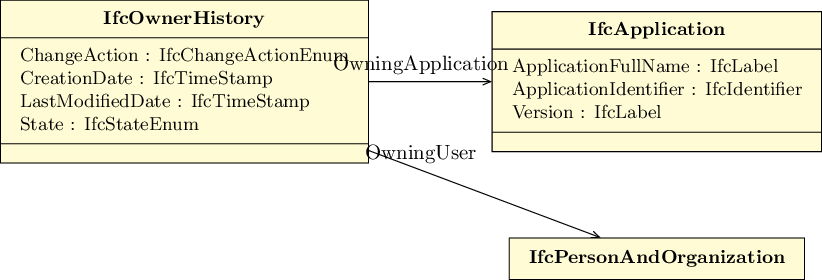 IfcOwnerHistory
ChangeAction : IfcChangeActionEnum
CreationDate : IfcTimeStamp
LastModifiedDate : IfcTimeStamp
State : IfcStateEnum
OwningApplication
IfcApplication
ApplicationFullName : IfcLabel
ApplicationIdentifier : IfcIdentifier
Version : IfcLabel
OwningUser
IfcPersonAndOrganization